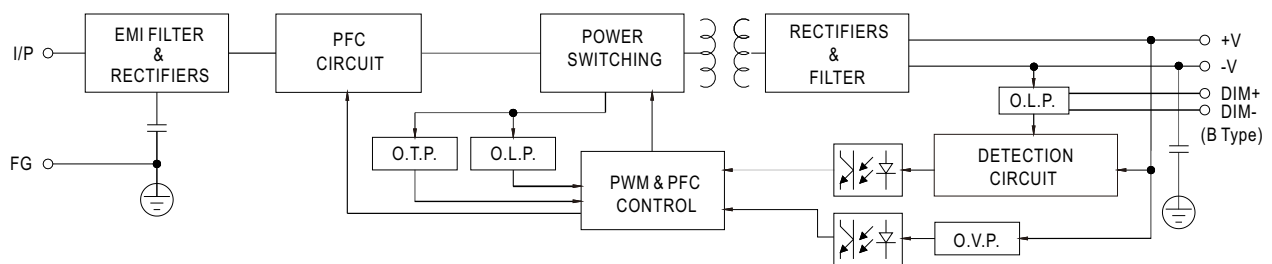 I/P
EMI FILTER
&
RECTIFIERS
PFC
CIRCUIT
POWER
SWITCHING
RECTIFIERS
&
FILTER
+V
-V
DIM+
DIM-
(B Type)
O.L.P.
O.T.P.
O.L.P.
FG
PWM & PFC
CONTROL
DETECTION
CIRCUIT
O.V.P.